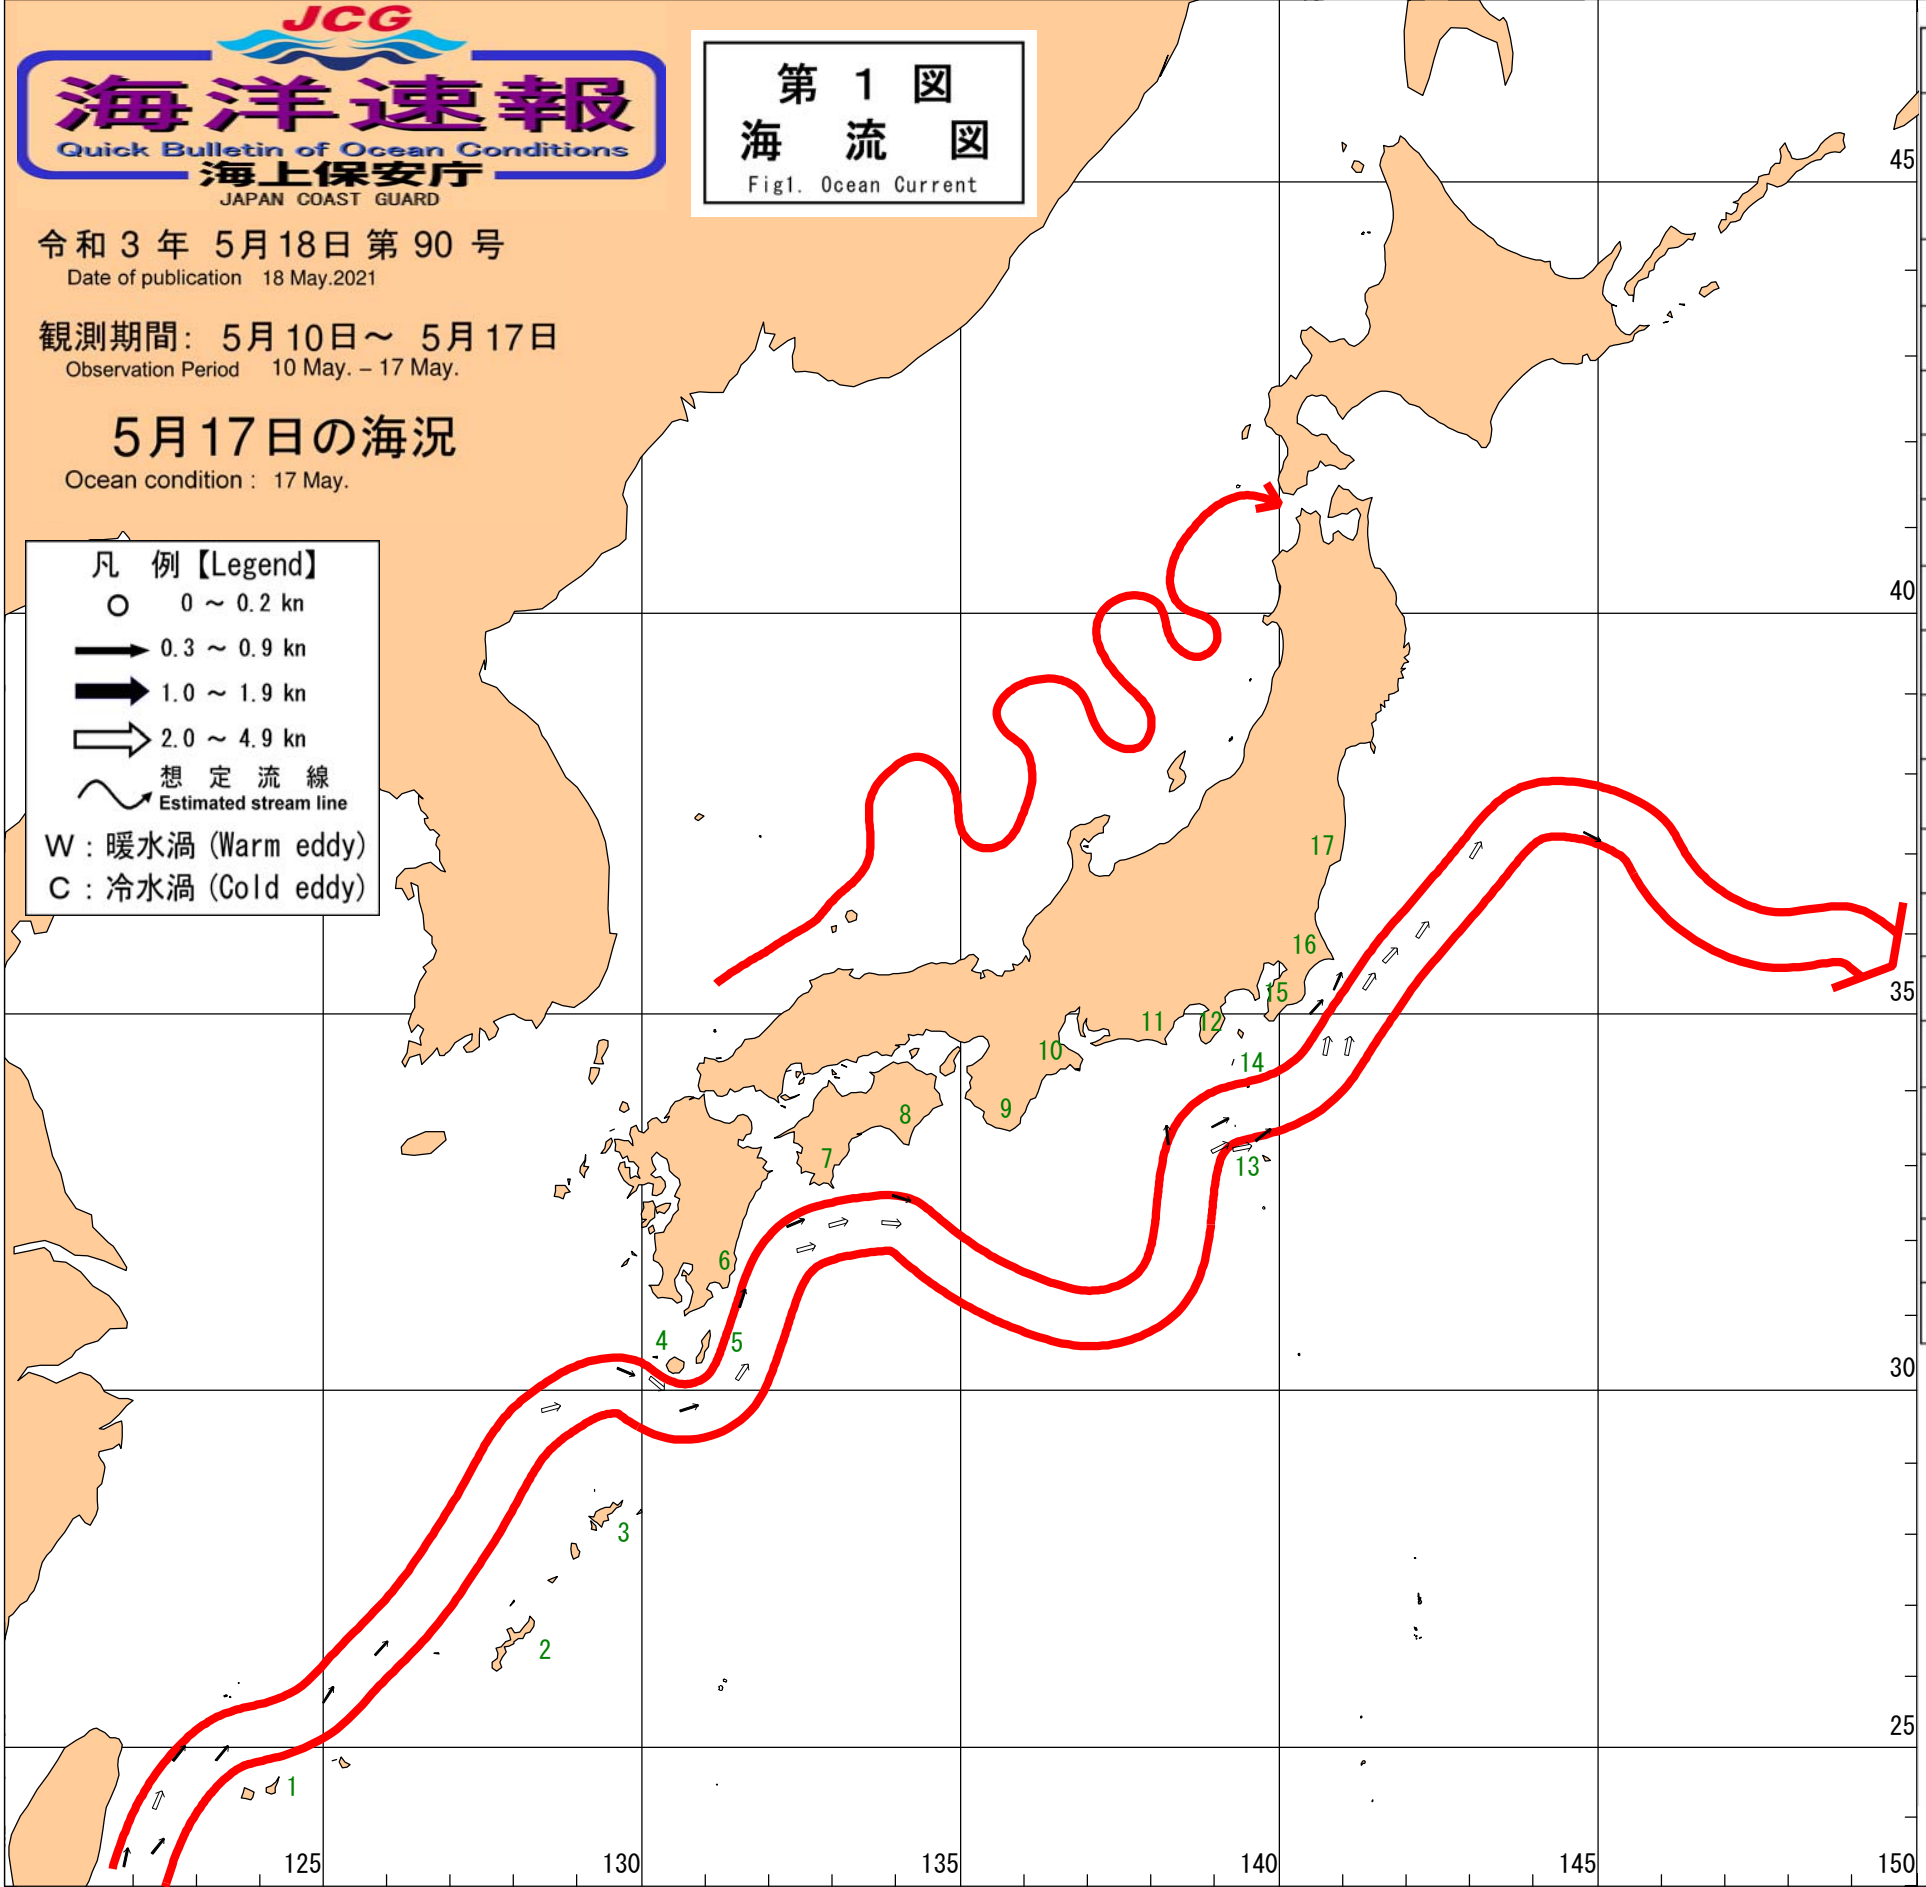 JCG
海洋速報
Quick Bulletin of Ocean Conditions
海上保安庁
JAPAN COAST GUARD
令和 3 年 5月18日 第 90 号
Date of publication 18 May.2021
観測期間: 5月10日～ 5月17日
Observation Period 10 May. – 17 May.
5月17日の海況
Ocean condition : 17 May.
第 1 図
海 流 図
Fig1. Ocean Current
凡 例【Legend】
0 ～ 0.2 kn
0.3 ～ 0.9 kn
1.0 ～ 1.9 kn
2.0 ～ 4.9 kn
想 定 流 線
Estimated stream line
W : 暖水渦 (Warm eddy)
C : 冷水渦 (Cold eddy)
45
40
17
16
35
15
11
12
10
14
9
8
7
13
6
4
5
30
3
2
25
1
125
130
135
140
145
150